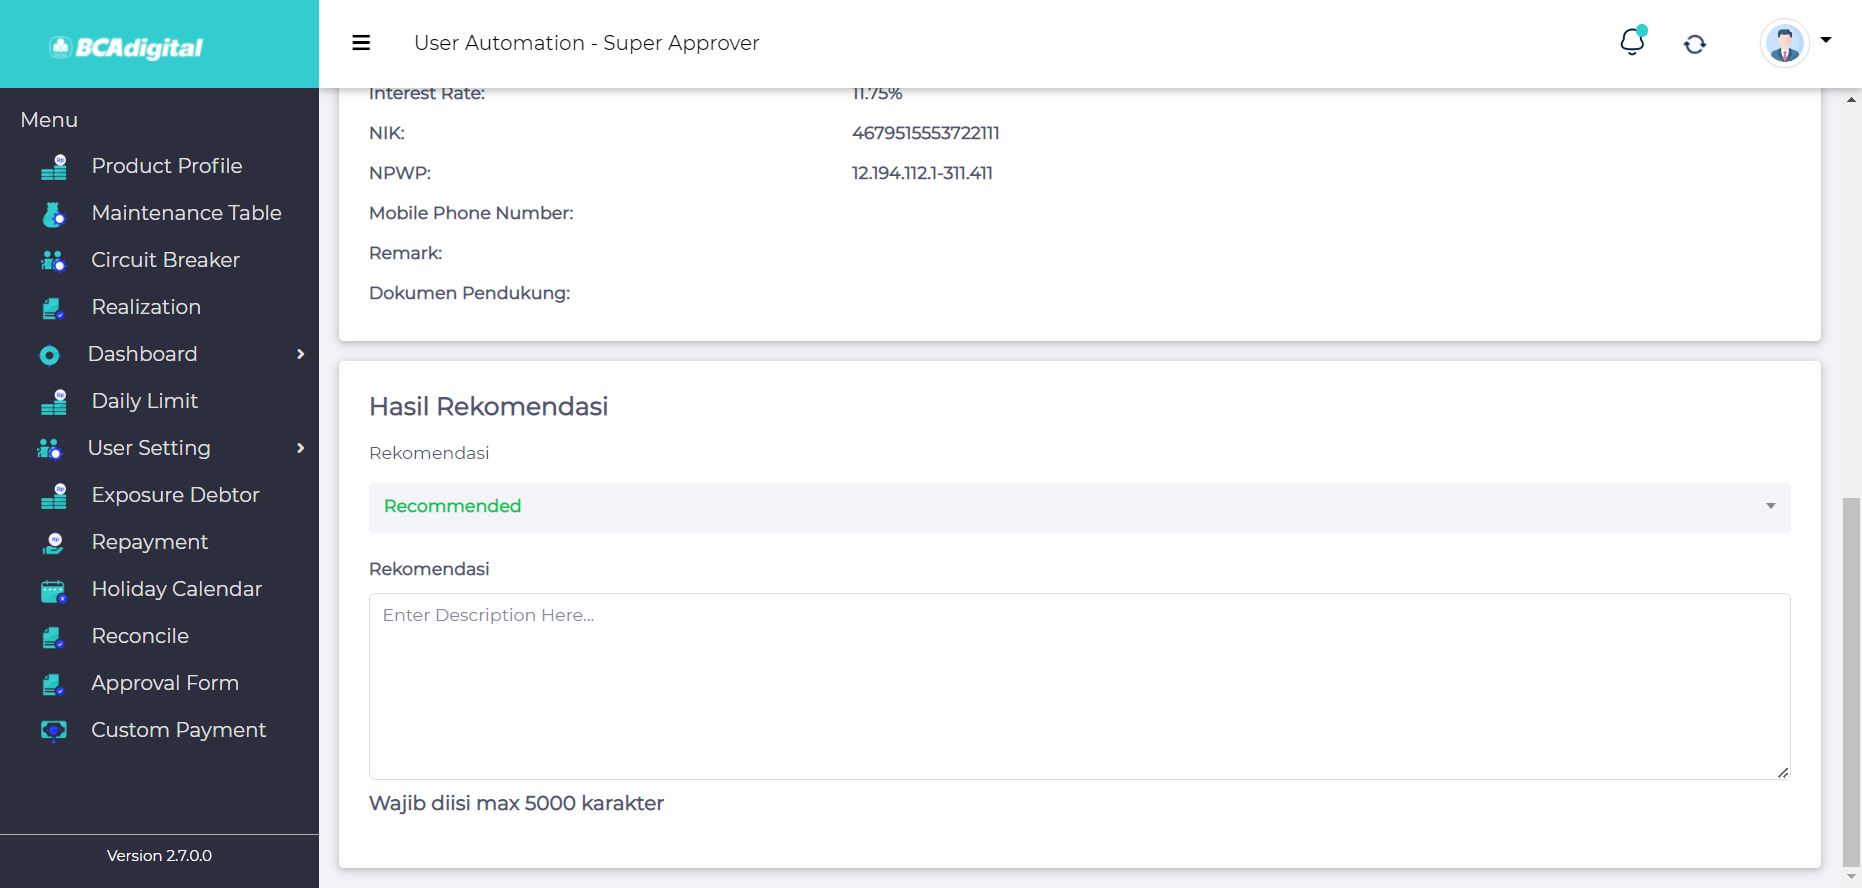 BCAdigital
User Automation - Super Approver
Menu
Product Profile
Maintenance Table
Circuit Breaker
Realization
Dashboard
Daily Limit
User Setting
Exposure Debtor
Repayment
Holiday Calendar
Reconcile
Approval Form
Custom Payment
Version 2.7.0.0
Interest Rate: 11.75%
NIK: 4679515553722111
NPWP: 12.194.112.1-311.411
Mobile Phone Number:
Remark:
Dokumen Pendukung:
Hasil Rekomendasi
Rekomendasi
Recommended
Rekomendasi
Enter Description Here...
Wajib diisi max 5000 karakter